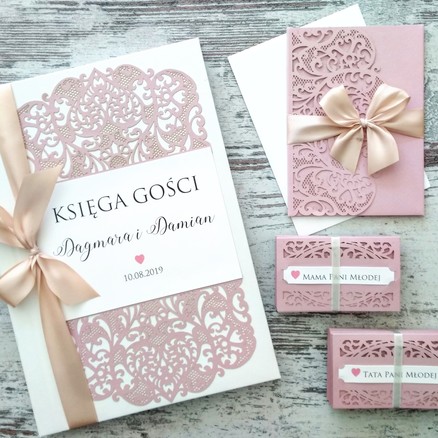 KSIĘGA GOŚCI
Dagmara i Damian
10.08.2019
MAMA PANI MŁODEJ
TATA PANI MŁODEJ